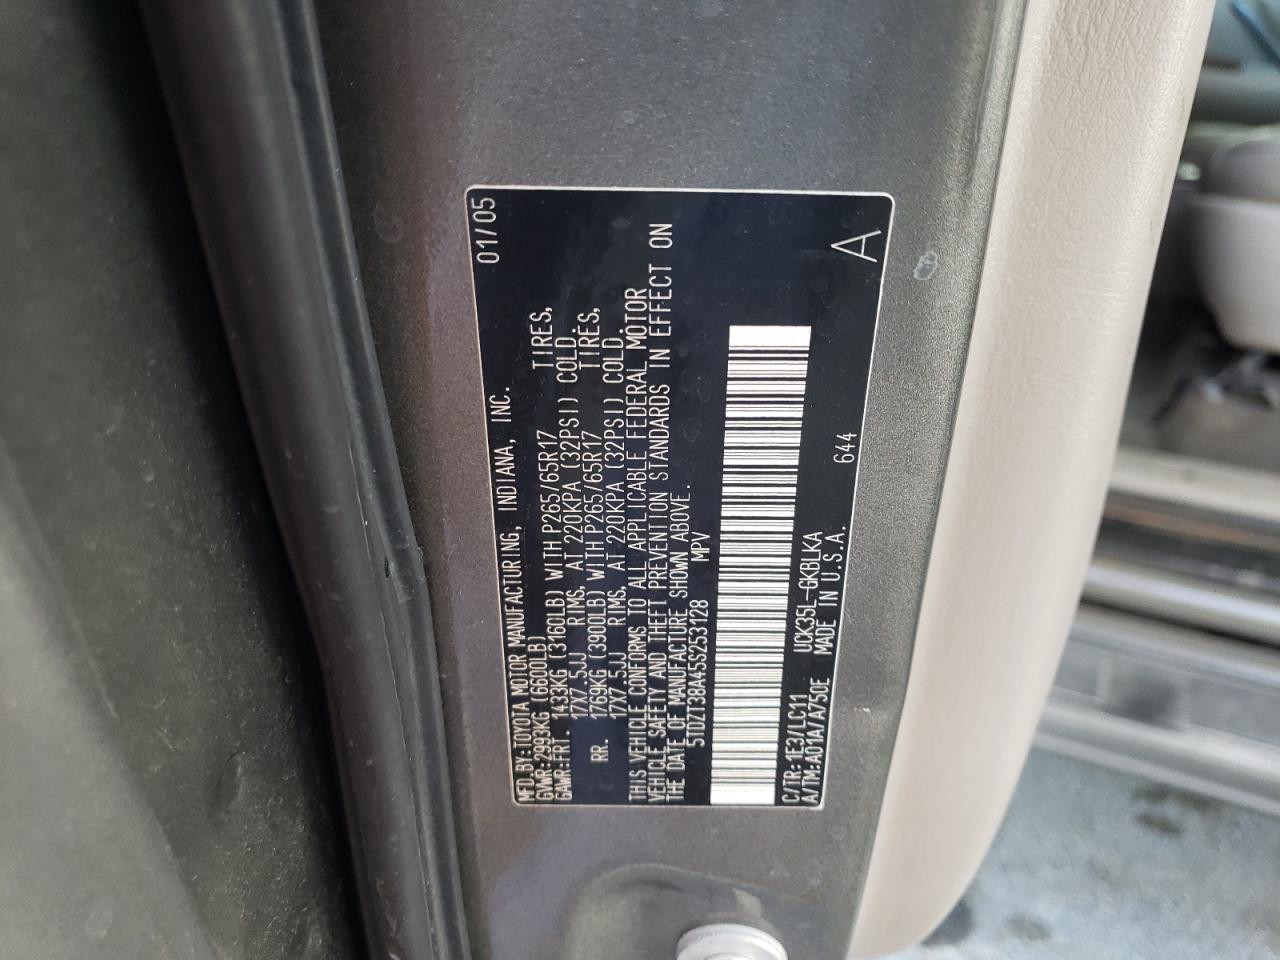 MFD.BY:TOYOTA MOTOR MANUFACTURING, INDIANA, INC. 01/05
GVWR:2993KG (6600LB)
GAWR:FRT. 1433KG (3160LB) WITH P265/65R17 TIRES,
17X7.5JJ RIMS, AT 220KPA (32PSI) COLD.
RR. 1769KG (3900LB) WITH P265/65R17 TIRES,
17X7.5JJ RIMS, AT 220KPA (32PSI) COLD.
THIS VEHICLE CONFORMS TO ALL APPLICABLE FEDERAL MOTOR
VEHICLE SAFETY AND THEFT PREVENTION STANDARDS IN EFFECT ON
THE DATE OF MANUFACTURE SHOWN ABOVE.
5TDZT38A45S253128 MPV
C/TR:1E3/LC11 UCK35L-GKBLKA
A/TM:A01A/A750E MADE IN U.S.A. 644 A